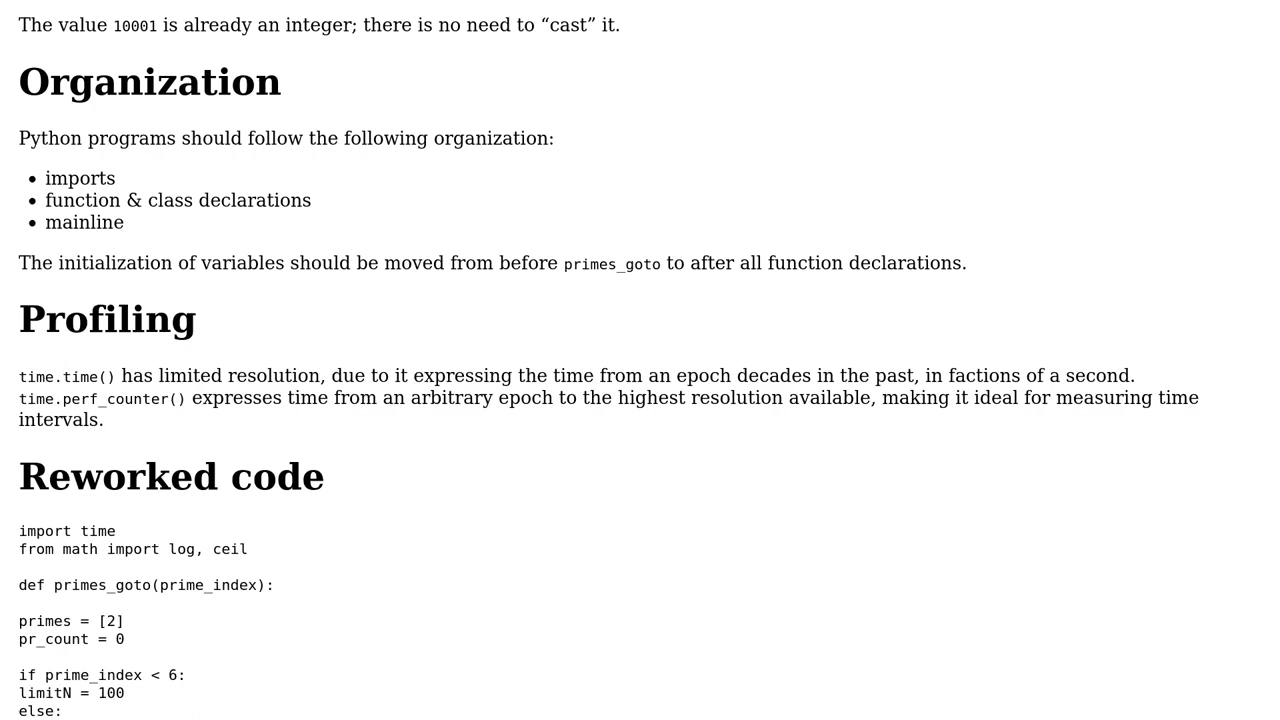 The value 10001 is already an integer; there is no need to “cast” it.
Organization
Python programs should follow the following organization:
• imports
• function & class declarations
• mainline
The initialization of variables should be moved from before primes_goto to after all function declarations.
Profiling
time.time() has limited resolution, due to it expressing the time from an epoch decades in the past, in factions of a second.
time.perf_counter() expresses time from an arbitrary epoch to the highest resolution available, making it ideal for measuring time
intervals.
Reworked code
import time
from math import log, ceil
def primes_goto(prime_index):
primes = [2]
pr_count = 0
if prime_index < 6:
limitN = 100
else: